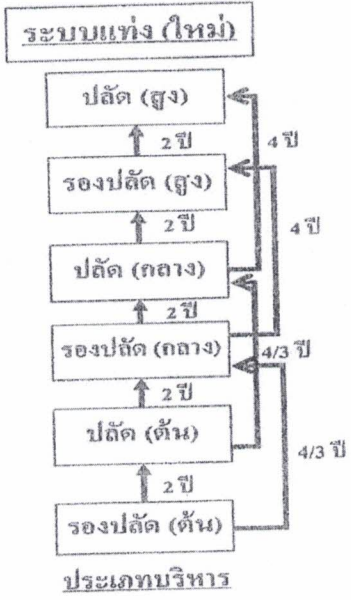 ระบบแท่ง (ใหม่)
ปลัด (สูง)
2 ปี
4 ปี
รองปลัด (สูง)
2 ปี
4 ปี
ปลัด (กลาง)
2 ปี
รองปลัด (กลาง)
4/3 ปี
2 ปี
ปลัด (ต้น)
4/3 ปี
2 ปี
รองปลัด (ต้น)
ประเภทบริหาร